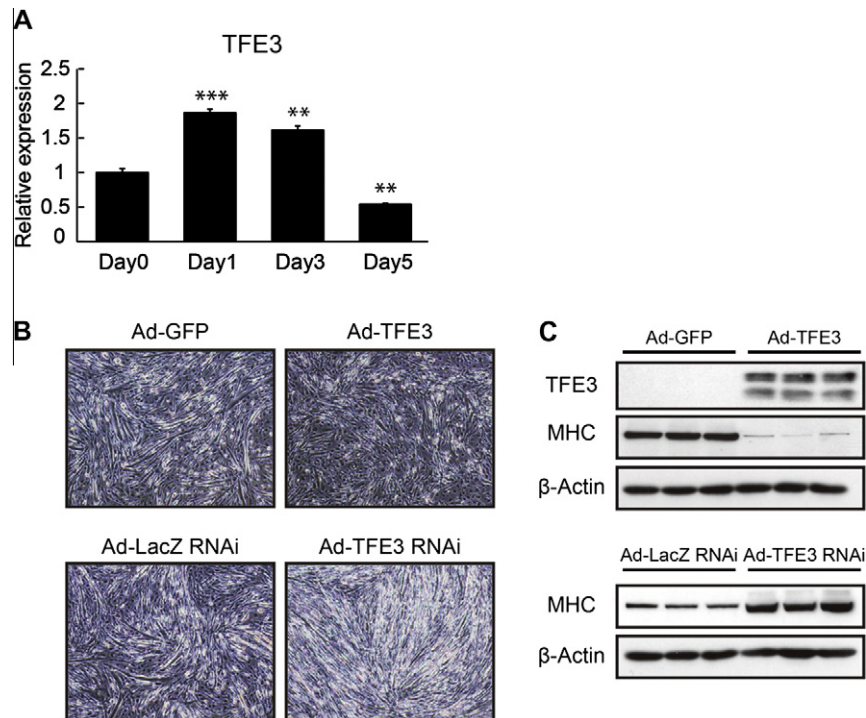 A
TFE3
Relative expression
2.5
2
1.5
1
0.5
0
***
**
**
Day0 Day1 Day3 Day5
B
Ad-GFP Ad-TFE3
Ad-LacZ RNAi Ad-TFE3 RNAi
C
Ad-GFP Ad-TFE3
TFE3
MHC
β-Actin
Ad-LacZ RNAi Ad-TFE3 RNAi
MHC
β-Actin